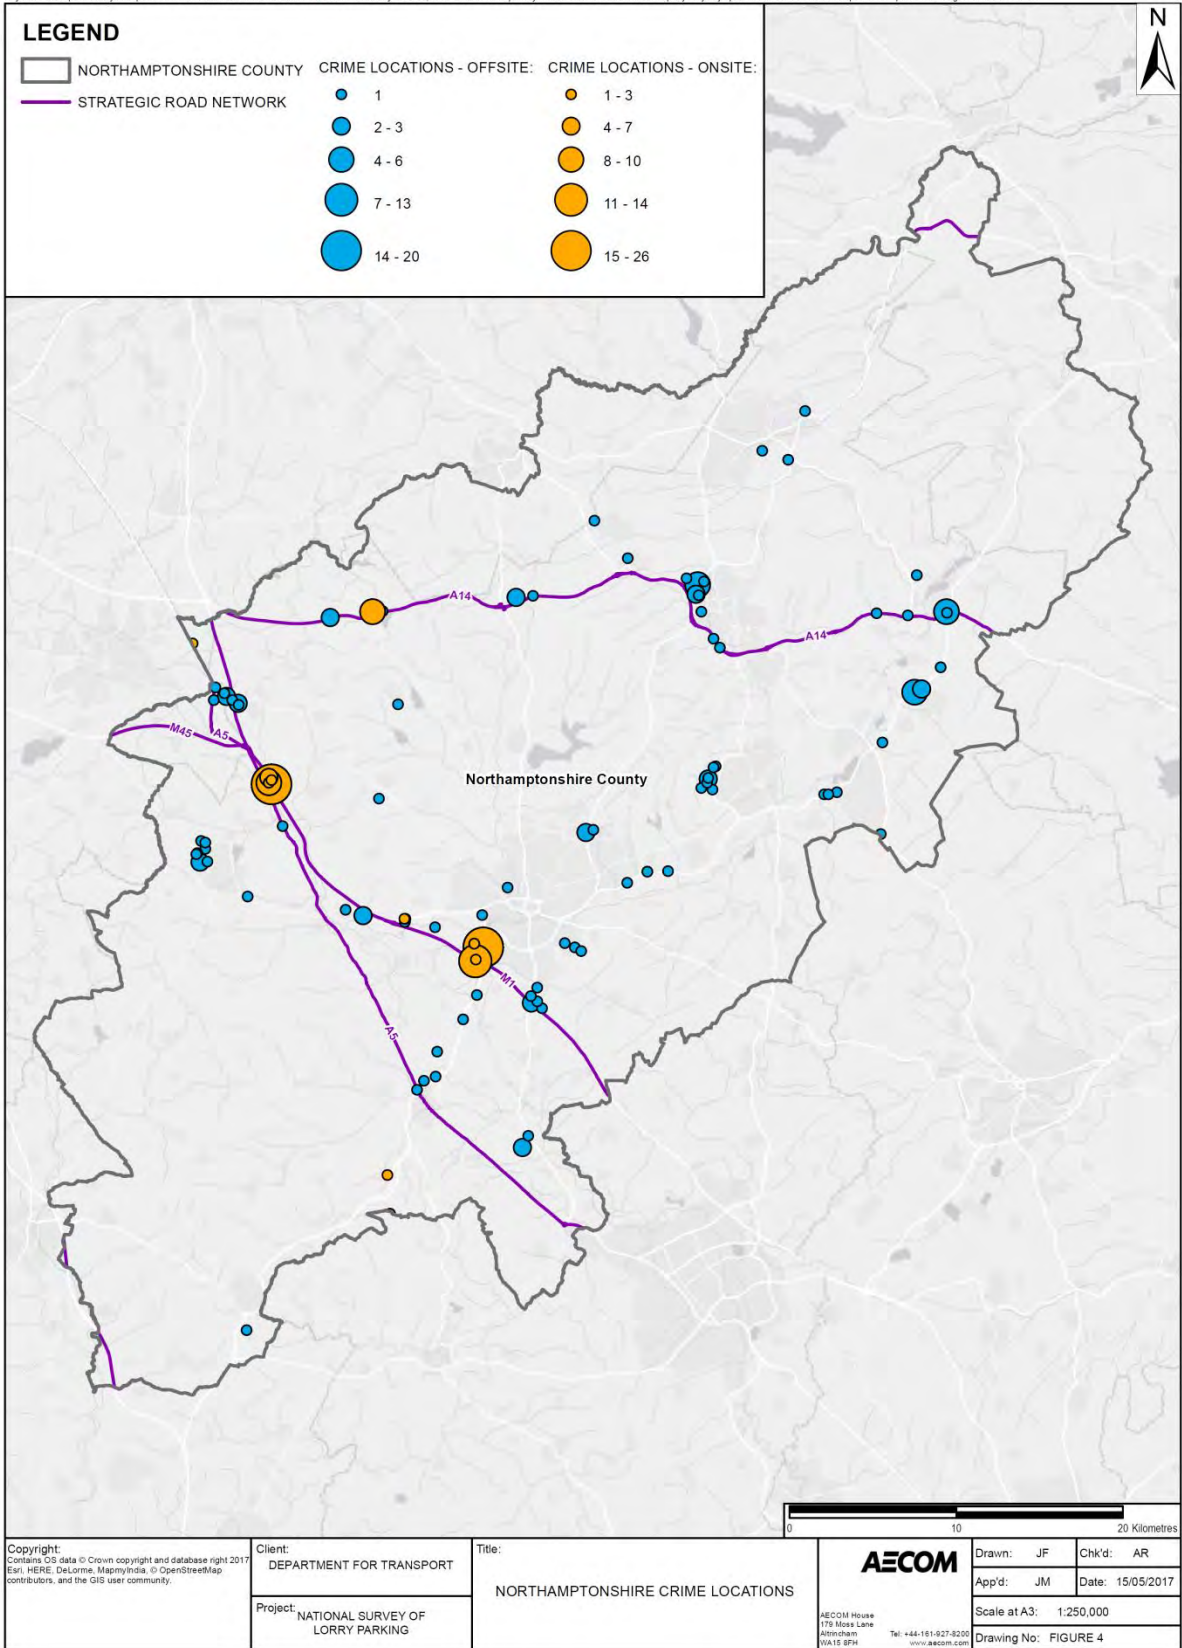 LEGEND
NORTHAMPTONSHIRE COUNTY
STRATEGIC ROAD NETWORK
CRIME LOCATIONS - OFFSITE:
1
2 - 3
4 - 6
7 - 13
14 - 20
CRIME LOCATIONS - ONSITE:
1 - 3
4 - 7
8 - 10
11 - 14
15 - 26
N
A14
A14
M45
A5
Northamptonshire County
M1
A5
0 10 20 Kilometres
Copyright:
Contains OS data © Crown copyright and database right 2017
Esri, HERE, DeLorme, MapmyIndia, © OpenStreetMap
contributors, and the GIS user community.
Client:
DEPARTMENT FOR TRANSPORT
Project:
NATIONAL SURVEY OF
LORRY PARKING
Title:
NORTHAMPTONSHIRE CRIME LOCATIONS
AECOM
AECOM House
179 Moss Lane
Altrincham
WA15 8FH
Tel: +44-161-927-8200
www.aecom.com
Drawn: JF
Chk'd: AR
App'd: JM
Date: 15/05/2017
Scale at A3: 1:250,000
Drawing No: FIGURE 4